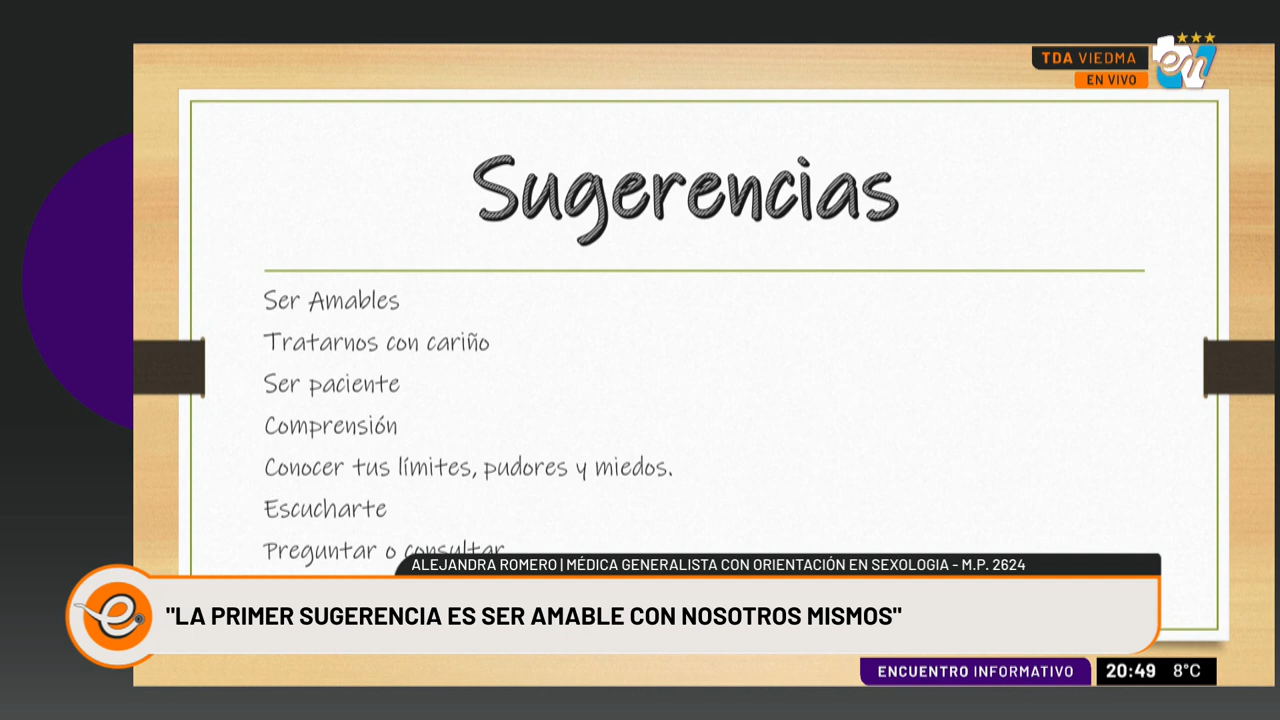 TDA VIEDMA
EN VIVO
Sugerencias
Ser Amables
Tratarnos con cariño
Ser paciente
Comprensión
Conocer tus límites, pudores y miedos.
Escucharte
Preguntar o consultar
ALEJANDRA ROMERO | MÉDICA GENERALISTA CON ORIENTACIÓN EN SEXOLOGIA - M.P. 2624
"LA PRIMER SUGERENCIA ES SER AMABLE CON NOSOTROS MISMOS"
ENCUENTRO INFORMATIVO
20:49 8°C